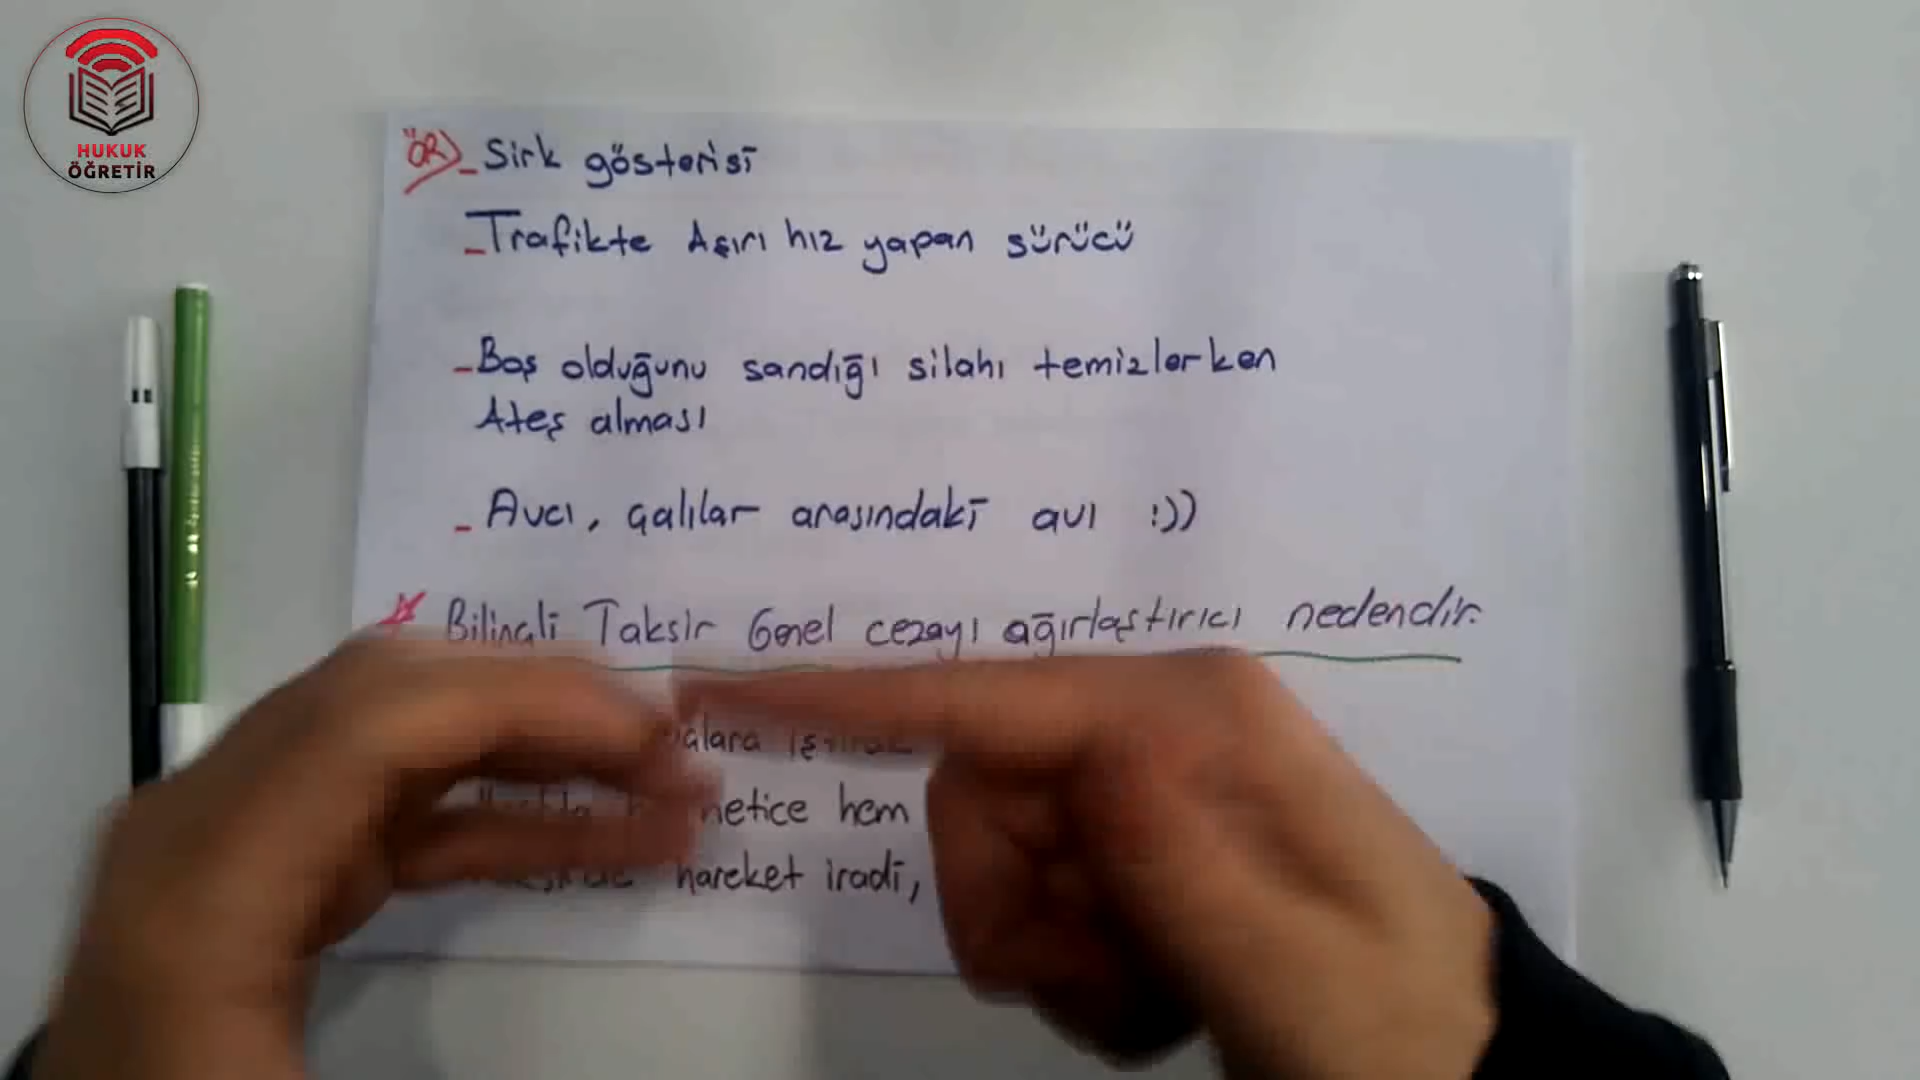 HUKUK
ÖĞRETİR
ÖR) - Sirk gösterisi
- Trafikte Aşırı hız yapan sürücü
- Boş olduğunu sandığı silahı temizlerken
Ateş alması
- Avcı, çalılar arasındaki avı :))
* Bilinçli Taksir Genel cezayı ağırlaştırıcı nedendir.
netice hem
hareket iradi,